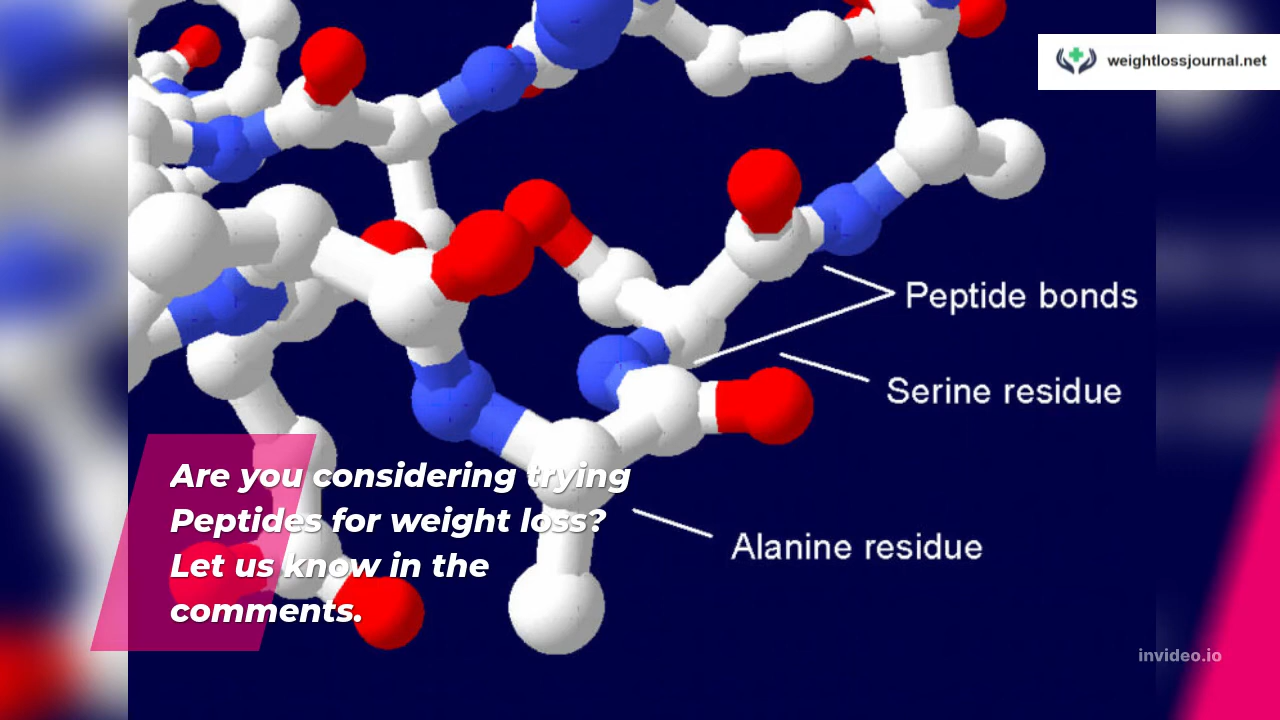 weightlossjournal.net
Peptide bonds
Serine residue
Are you considering trying
Peptides for weight loss?
Let us know in the
comments.
Alanine residue
invideo.io